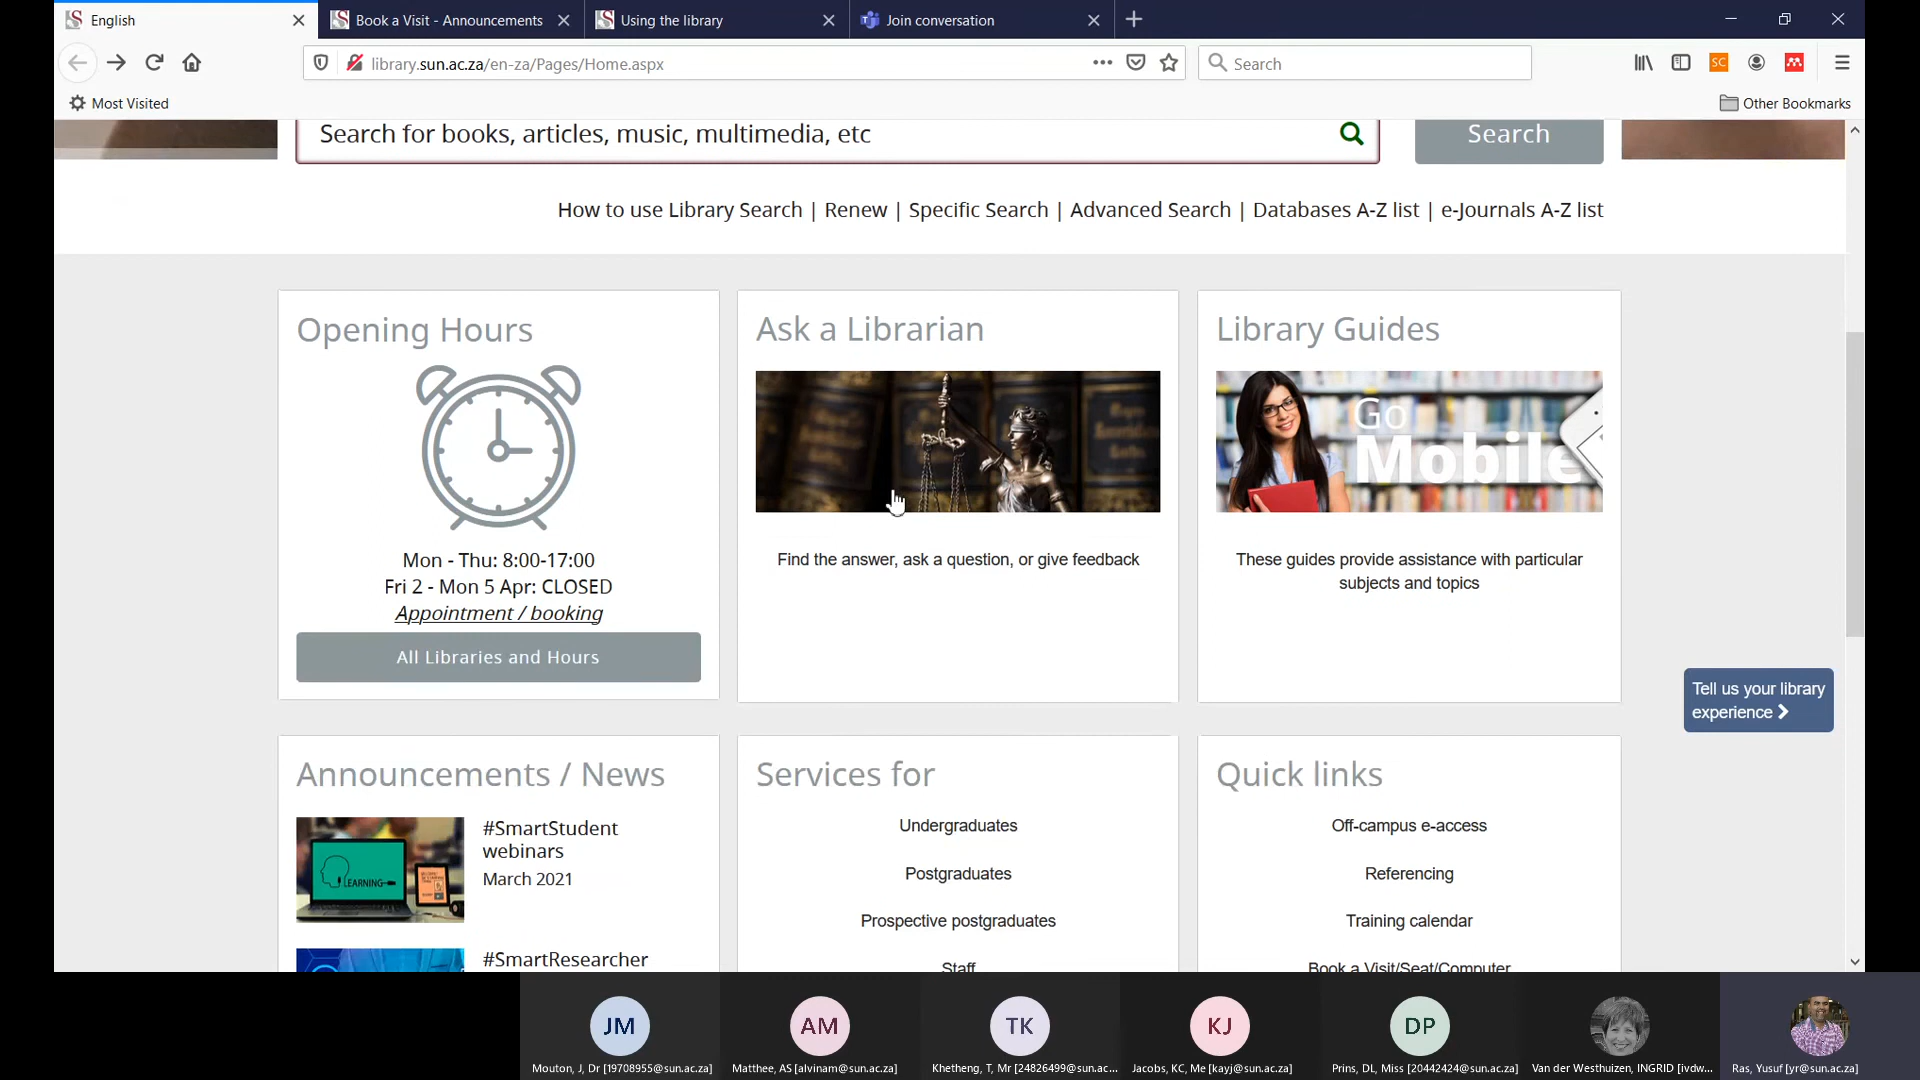 English
Book a Visit - Announcements
Using the library
Join conversation
library.sun.ac.za/en-za/Pages/Home.aspx
Search
SC
Most Visited
Other Bookmarks
Search for books, articles, music, multimedia, etc
Search
How to use Library Search | Renew | Specific Search | Advanced Search | Databases A-Z list | e-Journals A-Z list
Opening Hours
Mon - Thu: 8:00-17:00
Fri 2 - Mon 5 Apr: CLOSED
Appointment / booking
All Libraries and Hours
Ask a Librarian
Find the answer, ask a question, or give feedback
Library Guides
Go
Mobile
These guides provide assistance with particular
subjects and topics
Tell us your library
experience
Announcements / News
LEARNING
#SmartStudent
webinars
March 2021
#SmartResearcher
Services for
Undergraduates
Postgraduates
Prospective postgraduates
Staff
Quick links
Off-campus e-access
Referencing
Training calendar
Book a Visit/Seat/Computer
JM
Mouton, J, Dr [19708955@sun.ac.za]
AM
Matthee, AS [alvinam@sun.ac.za]
TK
Khetheng, T, Mr [24826499@sun.ac...
KJ
Jacobs, KC, Me [kayj@sun.ac.za]
DP
Prins, DL, Miss [20442424@sun.ac.za]
Van der Westhuizen, INGRID [ivdw...
Ras, Yusuf [yr@sun.ac.za]